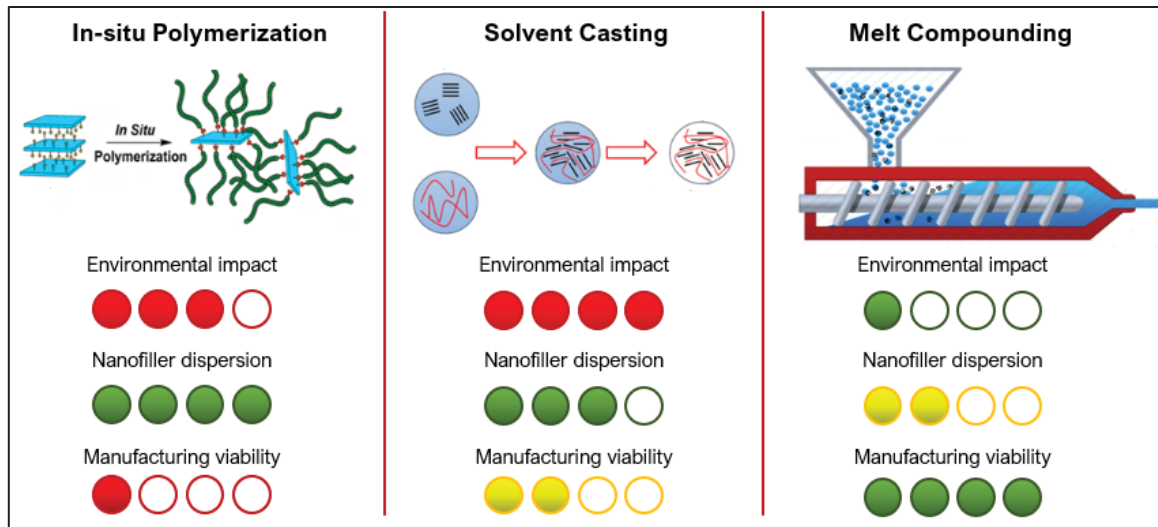 In-situ Polymerization
In Situ
Polymerization
Environmental impact
Nanofiller dispersion
Manufacturing viability
Solvent Casting
Environmental impact
Nanofiller dispersion
Manufacturing viability
Melt Compounding
Environmental impact
Nanofiller dispersion
Manufacturing viability